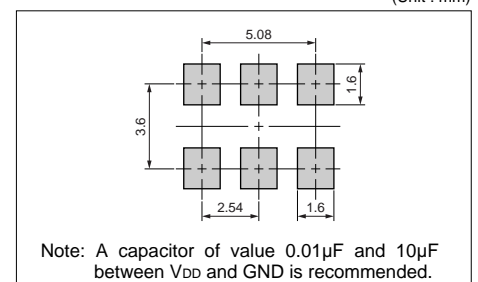 (Unit : mm)
5.08
1.6
3.6
2.54
1.6
Note: A capacitor of value 0.01µF and 10µF
between VDD and GND is recommended.